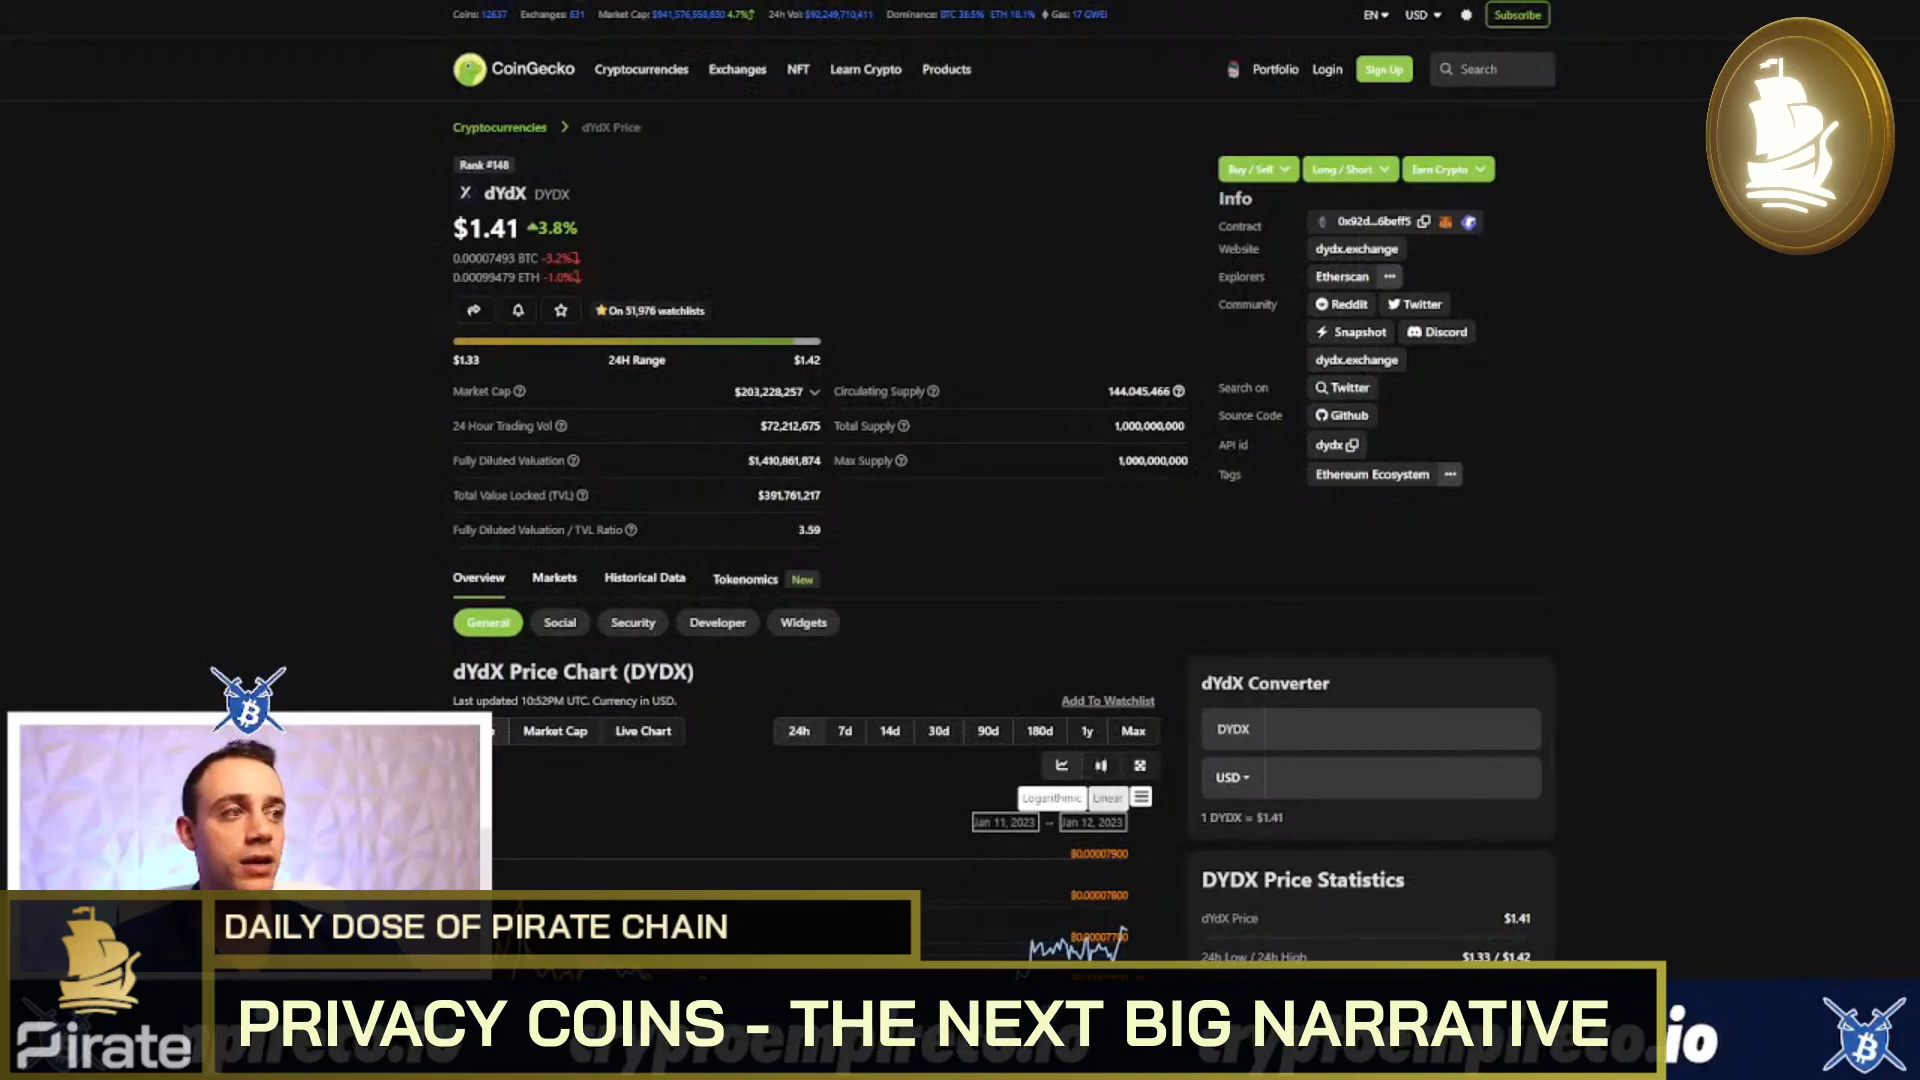 Coins: 12637 Exchanges: 631 Market Cap: $941,576,558,830 4.7% 24h Vol: $92,249,710,411 Dominance: BTC 38.5% ETH 18.1% Gas: 17 GWEI
EN USD Subscribe
CoinGecko Cryptocurrencies Exchanges NFT Learn Crypto Products
Portfolio Login Sign Up Search
Cryptocurrencies > dYdX Price
Rank #148
dYdX DYDX
$1.41 3.8%
0.00007493 BTC -3.2%
0.00099479 ETH -1.0%
On 51,976 watchlists
$1.33 24H Range $1.42
Market Cap $203,228,257
24 Hour Trading Vol $72,212,675
Fully Diluted Valuation $1,410,861,874
Total Value Locked (TVL) $391,761,217
Fully Diluted Valuation / TVL Ratio 3.59
Circulating Supply 144,045,466
Total Supply 1,000,000,000
Max Supply 1,000,000,000
Buy / Sell Long / Short Earn Crypto
Info
Contract 0x92d...6beff5
Website dydx.exchange
Explorers Etherscan ...
Community Reddit Twitter
Snapshot Discord
dydx.exchange
Search on Twitter
Source Code Github
API id dydx
Tags Ethereum Ecosystem ...
Overview Markets Historical Data Tokenomics New
General Social Security Developer Widgets
dYdX Price Chart (DYDX)
Last updated 10:52PM UTC. Currency in USD.
Add To Watchlist
Market Cap Live Chart
24h 7d 14d 30d 90d 180d 1y Max
Logarithmic Linear
Jan 11, 2023 → Jan 12, 2023
₿0.00007900
₿0.00007800
₿0.00007700
dYdX Converter
DYDX
USD
1 DYDX = $1.41
DYDX Price Statistics
dYdX Price $1.41
24h Low / 24h High $1.33 / $1.42
DAILY DOSE OF PIRATE CHAIN
PRIVACY COINS - THE NEXT BIG NARRATIVE
Pirate
cryptoempireco.io